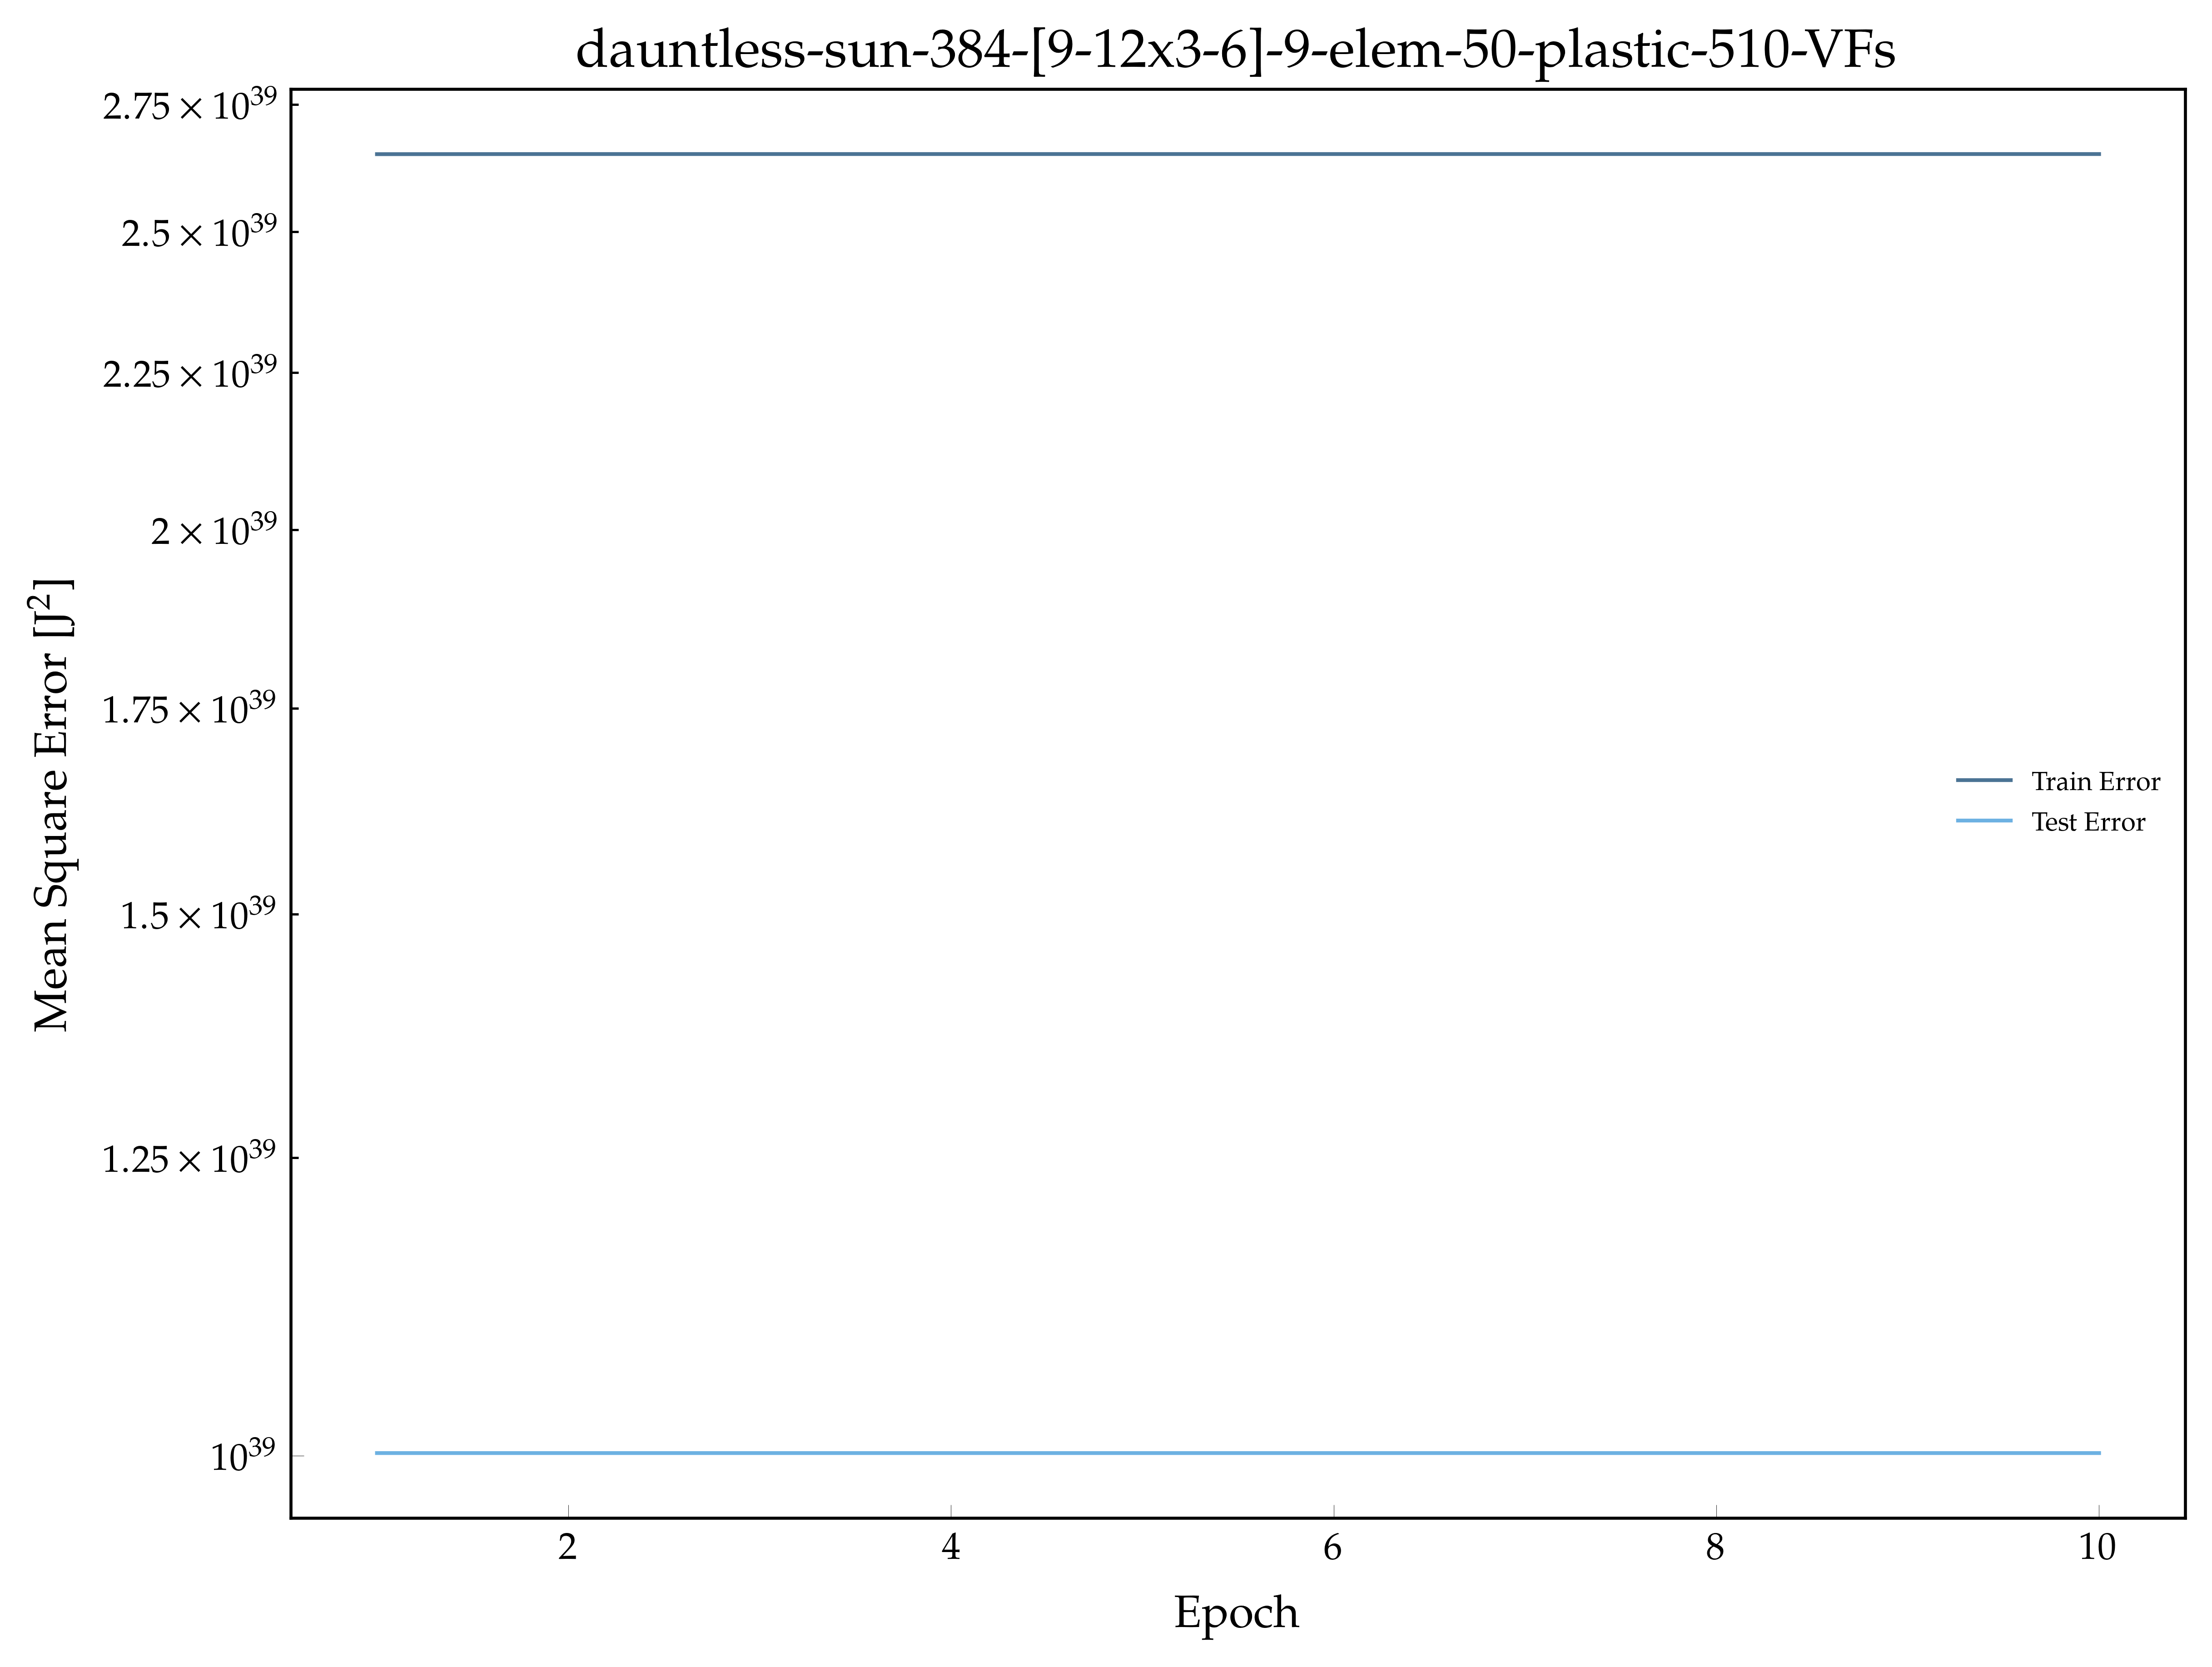 dauntless-sun-384-[9-12x3-6]-9-elem-50-plastic-510-VFs
2.75 × 10³⁹
2.5 × 10³⁹
2.25 × 10³⁹
2 × 10³⁹
1.75 × 10³⁹
1.5 × 10³⁹
1.25 × 10³⁹
10³⁹
Mean Square Error [J²]
Train Error
Test Error
2 4 6 8 10
Epoch